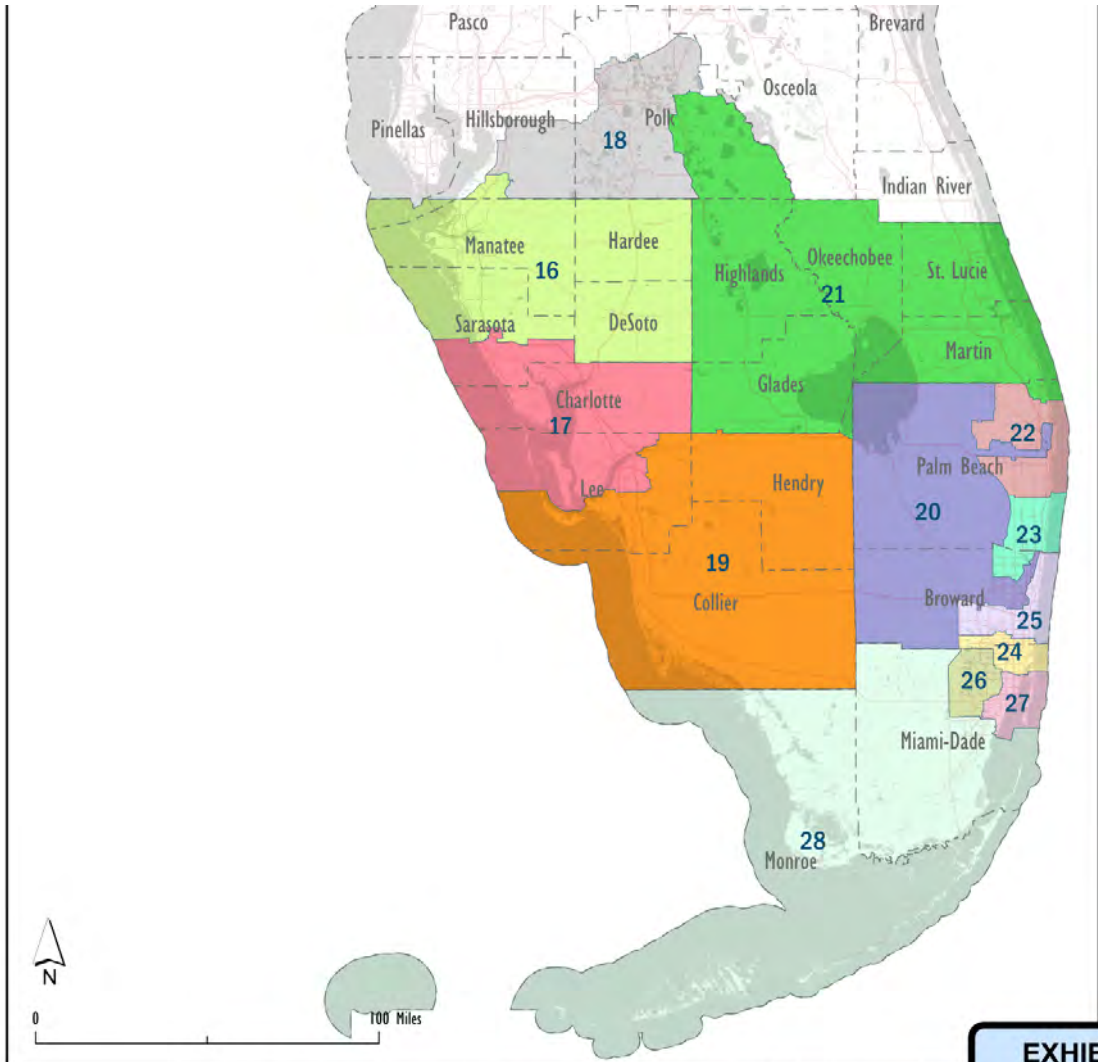 Pasco
Brevard
Osceola
Hillsborough
Polk
Pinellas
18
Indian River
Manatee
Hardee
Okeechobee
16
Highlands
St. Lucie
21
Sarasota
DeSoto
Martin
Glades
Charlotte
17
22
Palm Beach
Hendry
Lee
20
23
19
Broward
Collier
25
24
26
27
Miami-Dade
28
Monroe
N
0
100 Miles
EXHIB